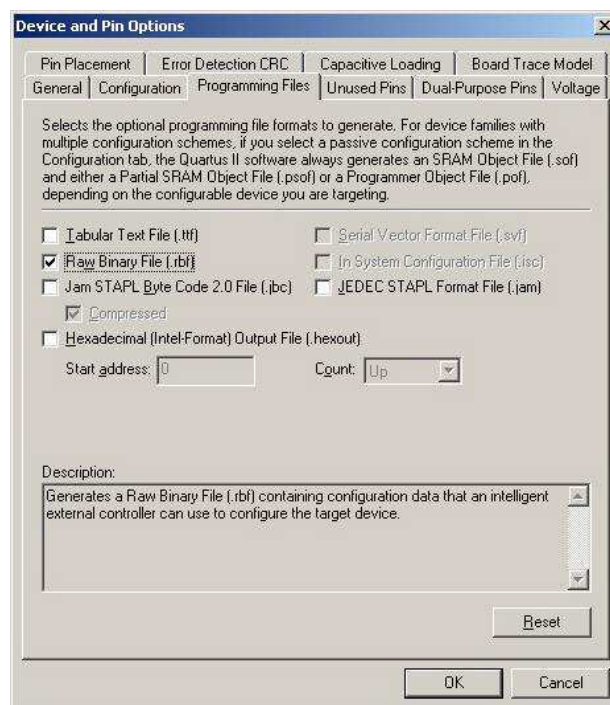 Device and Pin Options
Pin Placement Error Detection CRC Capacitive Loading Board Trace Model
General Configuration Programming Files Unused Pins Dual-Purpose Pins Voltage
Selects the optional programming file formats to generate. For device families with
multiple configuration schemes, if you select a passive configuration scheme in the
Configuration tab, the Quartus II software always generates an SRAM Object File (.sof)
and either a Partial SRAM Object File (.psof) or a Programmer Object File (.pof),
depending on the configurable device you are targeting.
Tabular Text File (.ttf) Serial Vector Format File (.svf)
Raw Binary File (.rbf) In System Configuration File (.isc)
Jam STAPL Byte Code 2.0 File (.jbc) JEDEC STAPL Format File (.jam)
Compressed
Hexadecimal (Intel-Format) Output File (.hexout)
Start address: 0 Count: Up
Description:
Generates a Raw Binary File (.rbf) containing configuration data that an intelligent
external controller can use to configure the target device.
Reset
OK Cancel